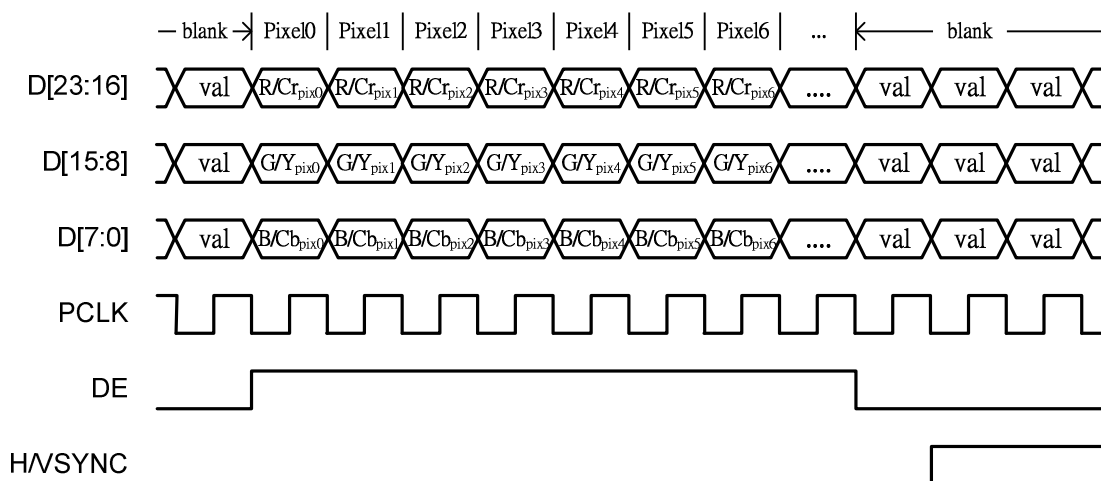 blank Pixel0 Pixel1 Pixel2 Pixel3 Pixel4 Pixel5 Pixel6 ... blank
D[23:16] val R/Crpix0 R/Crpix1 R/Crpix2 R/Crpix3 R/Crpix4 R/Crpix5 R/Crpix6 .... val val val
D[15:8] val G/Ypix0 G/Ypix1 G/Ypix2 G/Ypix3 G/Ypix4 G/Ypix5 G/Ypix6 .... val val val
D[7:0] val B/Cbpix0 B/Cbpix1 B/Cbpix2 B/Cbpix3 B/Cbpix4 B/Cbpix5 B/Cbpix6 .... val val val
PCLK
DE
H/VSYNC